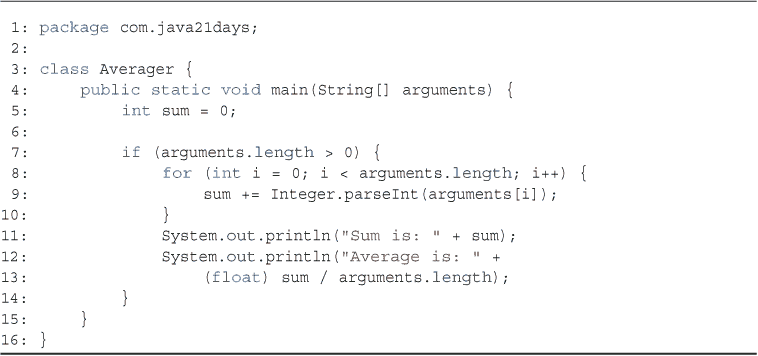 1: package com.java21days;
2:
3: class Averager {
4:     public static void main(String[] arguments) {
5:         int sum = 0;
6:
7:         if (arguments.length > 0) {
8:             for (int i = 0; i < arguments.length; i++) {
9:                 sum += Integer.parseInt(arguments[i]);
10:             }
11:             System.out.println("Sum is: " + sum);
12:             System.out.println("Average is: " +
13:                 (float) sum / arguments.length);
14:         }
15:     }
16: }